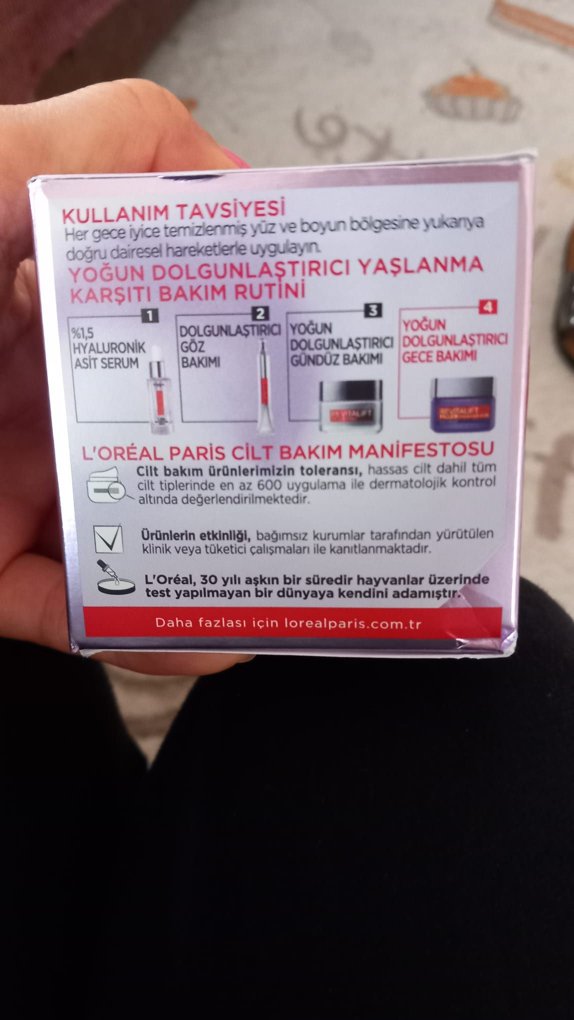 KULLANIM TAVSİYESİ
Her gece iyice temizlenmiş yüz ve boyun bölgesine yukarıya
doğru dairesel hareketlerle uygulayın.
YOĞUN DOLGUNLAŞTIRICI YAŞLANMA
KARŞITI BAKIM RUTİNİ
1
%1,5
HYALURONİK
ASİT SERUM
2
DOLGUNLAŞTIRICI
GÖZ
BAKIMI
3
YOĞUN
DOLGUNLAŞTIRICI
GÜNDÜZ BAKIMI
REVITALIFT
4
YOĞUN
DOLGUNLAŞTIRICI
GECE BAKIMI
REVITALIFT
L'ORÉAL PARIS CİLT BAKIM MANİFESTOSU
Cilt bakım ürünlerimizin toleransı, hassas cilt dahil tüm
cilt tiplerinde en az 600 uygulama ile dermatolojik kontrol
altında değerlendirilmektedir.
Ürünlerin etkinliği, bağımsız kurumlar tarafından yürütülen
klinik veya tüketici çalışmaları ile kanıtlanmaktadır.
L'Oréal, 30 yılı aşkın bir süredir hayvanlar üzerinde
test yapılmayan bir dünyaya kendini adamıştır.
Daha fazlası için lorealparis.com.tr